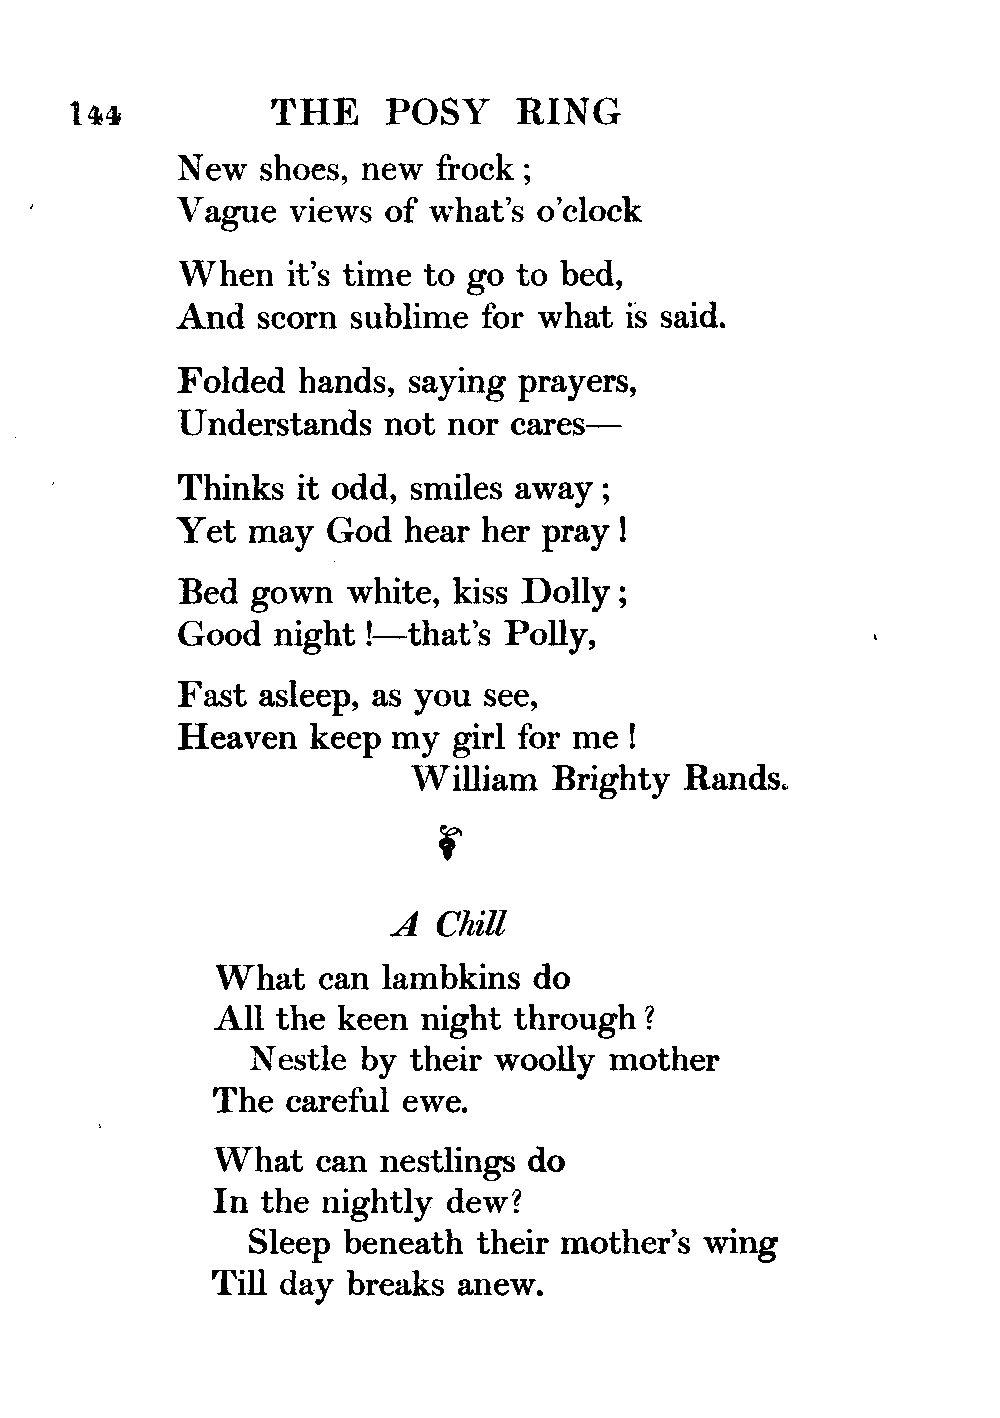 144 THE POSY RING
New shoes, new frock ;
Vague views of what's o'clock
When it's time to go to bed,
And scorn sublime for what is said.
Folded hands, saying prayers,
Understands not nor cares—
Thinks it odd, smiles away ;
Yet may God hear her pray !
Bed gown white, kiss Dolly ;
Good night !—that's Polly,
Fast asleep, as you see,
Heaven keep my girl for me !
William Brighty Rands.
A Chill
What can lambkins do
All the keen night through ?
Nestle by their woolly mother
The careful ewe.
What can nestlings do
In the nightly dew?
Sleep beneath their mother's wing
Till day breaks anew.